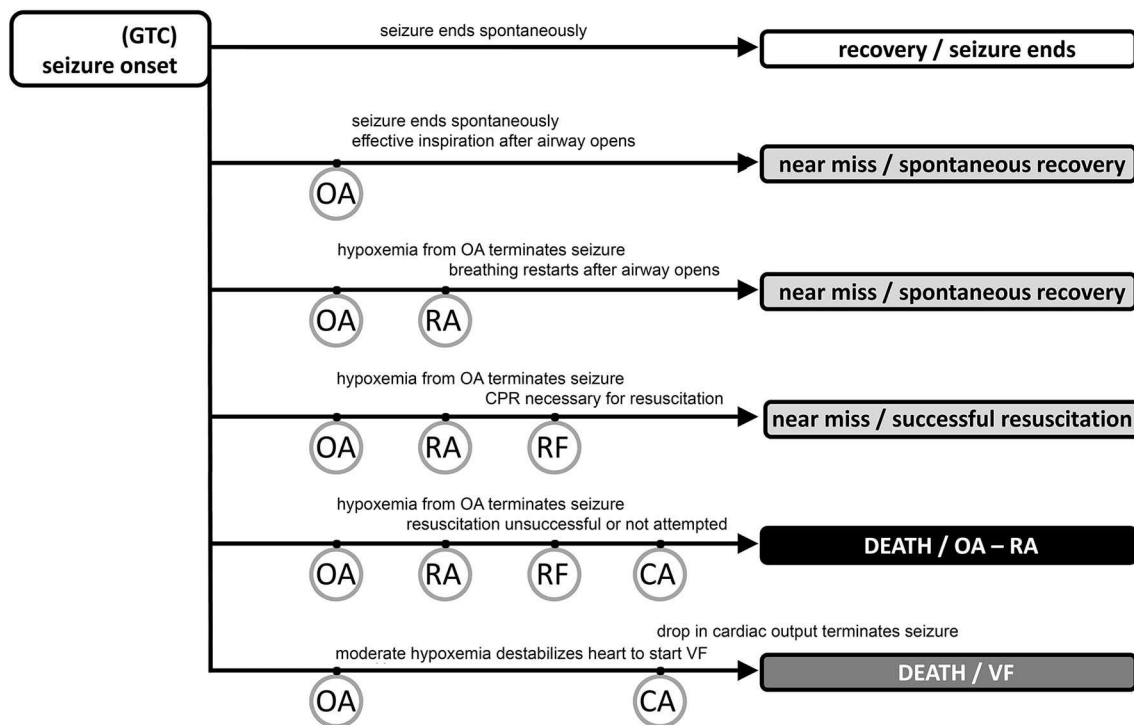 (GTC)
seizure onset
seizure ends spontaneously
recovery / seizure ends
seizure ends spontaneously
effective inspiration after airway opens
near miss / spontaneous recovery
OA
hypoxemia from OA terminates seizure
breathing restarts after airway opens
near miss / spontaneous recovery
OA RA
hypoxemia from OA terminates seizure
CPR necessary for resuscitation
near miss / successful resuscitation
OA RA RF
hypoxemia from OA terminates seizure
resuscitation unsuccessful or not attempted
DEATH / OA – RA
OA RA RF CA
drop in cardiac output terminates seizure
moderate hypoxemia destabilizes heart to start VF
DEATH / VF
OA CA